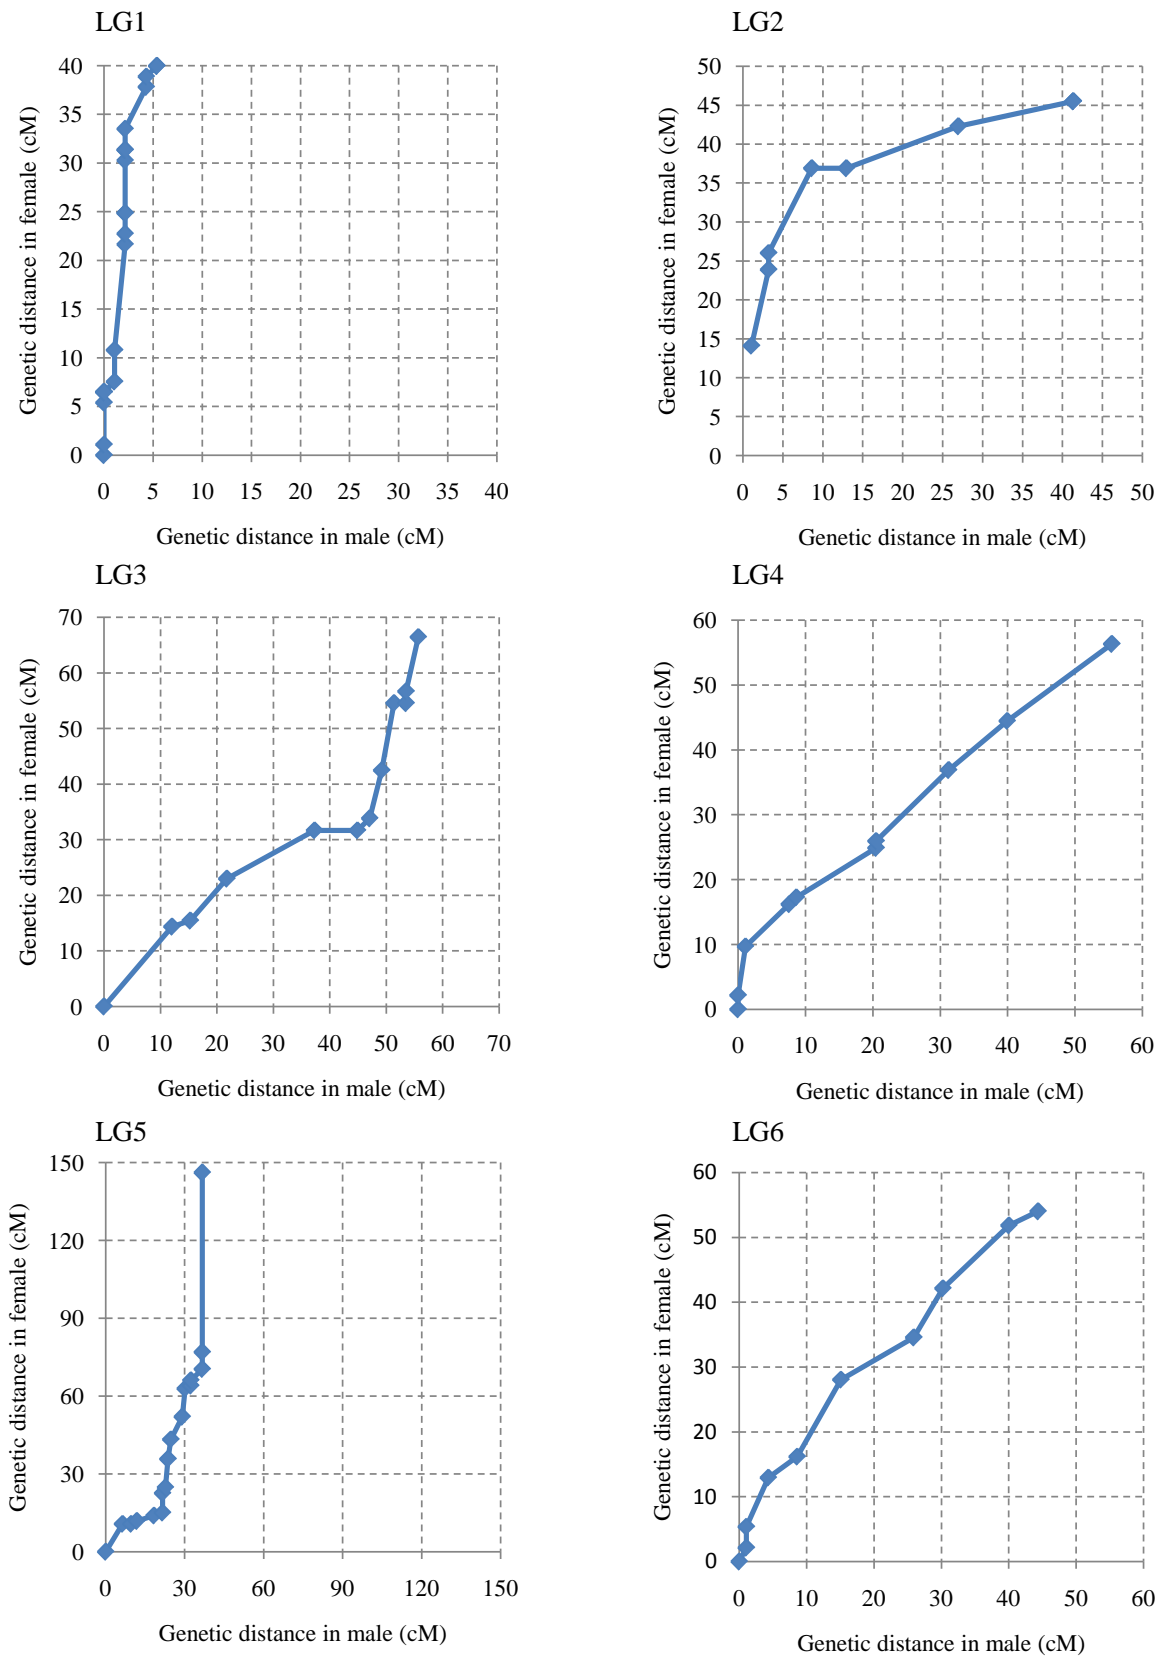 LG1
40
35
30
25
20
15
10
5
0
Genetic distance in female (cM)
0 5 10 15 20 25 30 35 40
Genetic distance in male (cM)
LG2
50
45
40
35
30
25
20
15
10
5
0
Genetic distance in female (cM)
0 5 10 15 20 25 30 35 40 45 50
Genetic distance in male (cM)
LG3
70
60
50
40
30
20
10
0
Genetic distance in female (cM)
0 10 20 30 40 50 60 70
Genetic distance in male (cM)
LG4
60
50
40
30
20
10
0
Genetic distance in female (cM)
0 10 20 30 40 50 60
Genetic distance in male (cM)
LG5
150
120
90
60
30
0
Genetic distance in female (cM)
0 30 60 90 120 150
Genetic distance in male (cM)
LG6
60
50
40
30
20
10
0
Genetic distance in female (cM)
0 10 20 30 40 50 60
Genetic distance in male (cM)